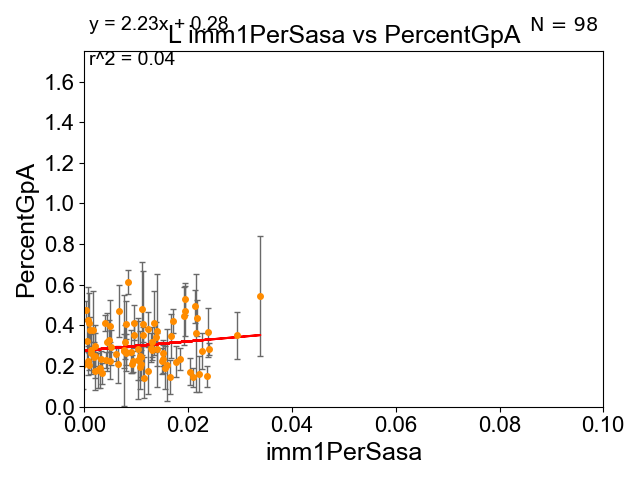 y = 2.23x + 0.28
L imm1PerSasa vs PercentGpA
N = 98
r^2 = 0.04
PercentGpA
1.6
1.4
1.2
1.0
0.8
0.6
0.4
0.2
0.0
0.00 0.02 0.04 0.06 0.08 0.10
imm1PerSasa